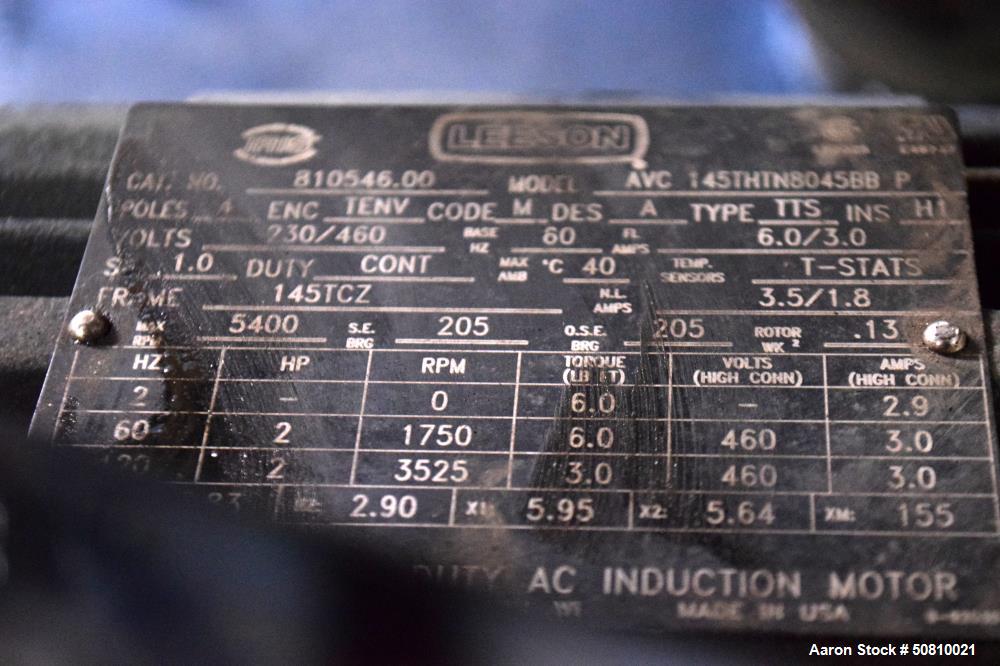 LEESON
CAT. NO. 810546.00 MODEL AVC 145THTN8045BB P
POLES 4 ENC TENV CODE M DES A TYPE TTS INS H1
VOLTS 230/460 BASE HZ 60 FL AMPS 6.0/3.0
1.0 DUTY CONT MAX AMB °C 40 TEMP. SENSORS T-STATS
FRAME 145TCZ N.L. AMPS 3.5/1.8
MAX RPM 5400 S.E. BRG 205 O.S.E. BRG 205 ROTOR WK² .13
HZ HP RPM TORQUE (LB FT) VOLTS (HIGH CONN) AMPS (HIGH CONN)
2 – 0 6.0 – 2.9
60 2 1750 6.0 460 3.0
120 2 3525 3.0 460 3.0
2.90 X1: 5.95 X2: 5.64 XM: 155
DUTY AC INDUCTION MOTOR
MADE IN USA
Aaron Stock # 50810021